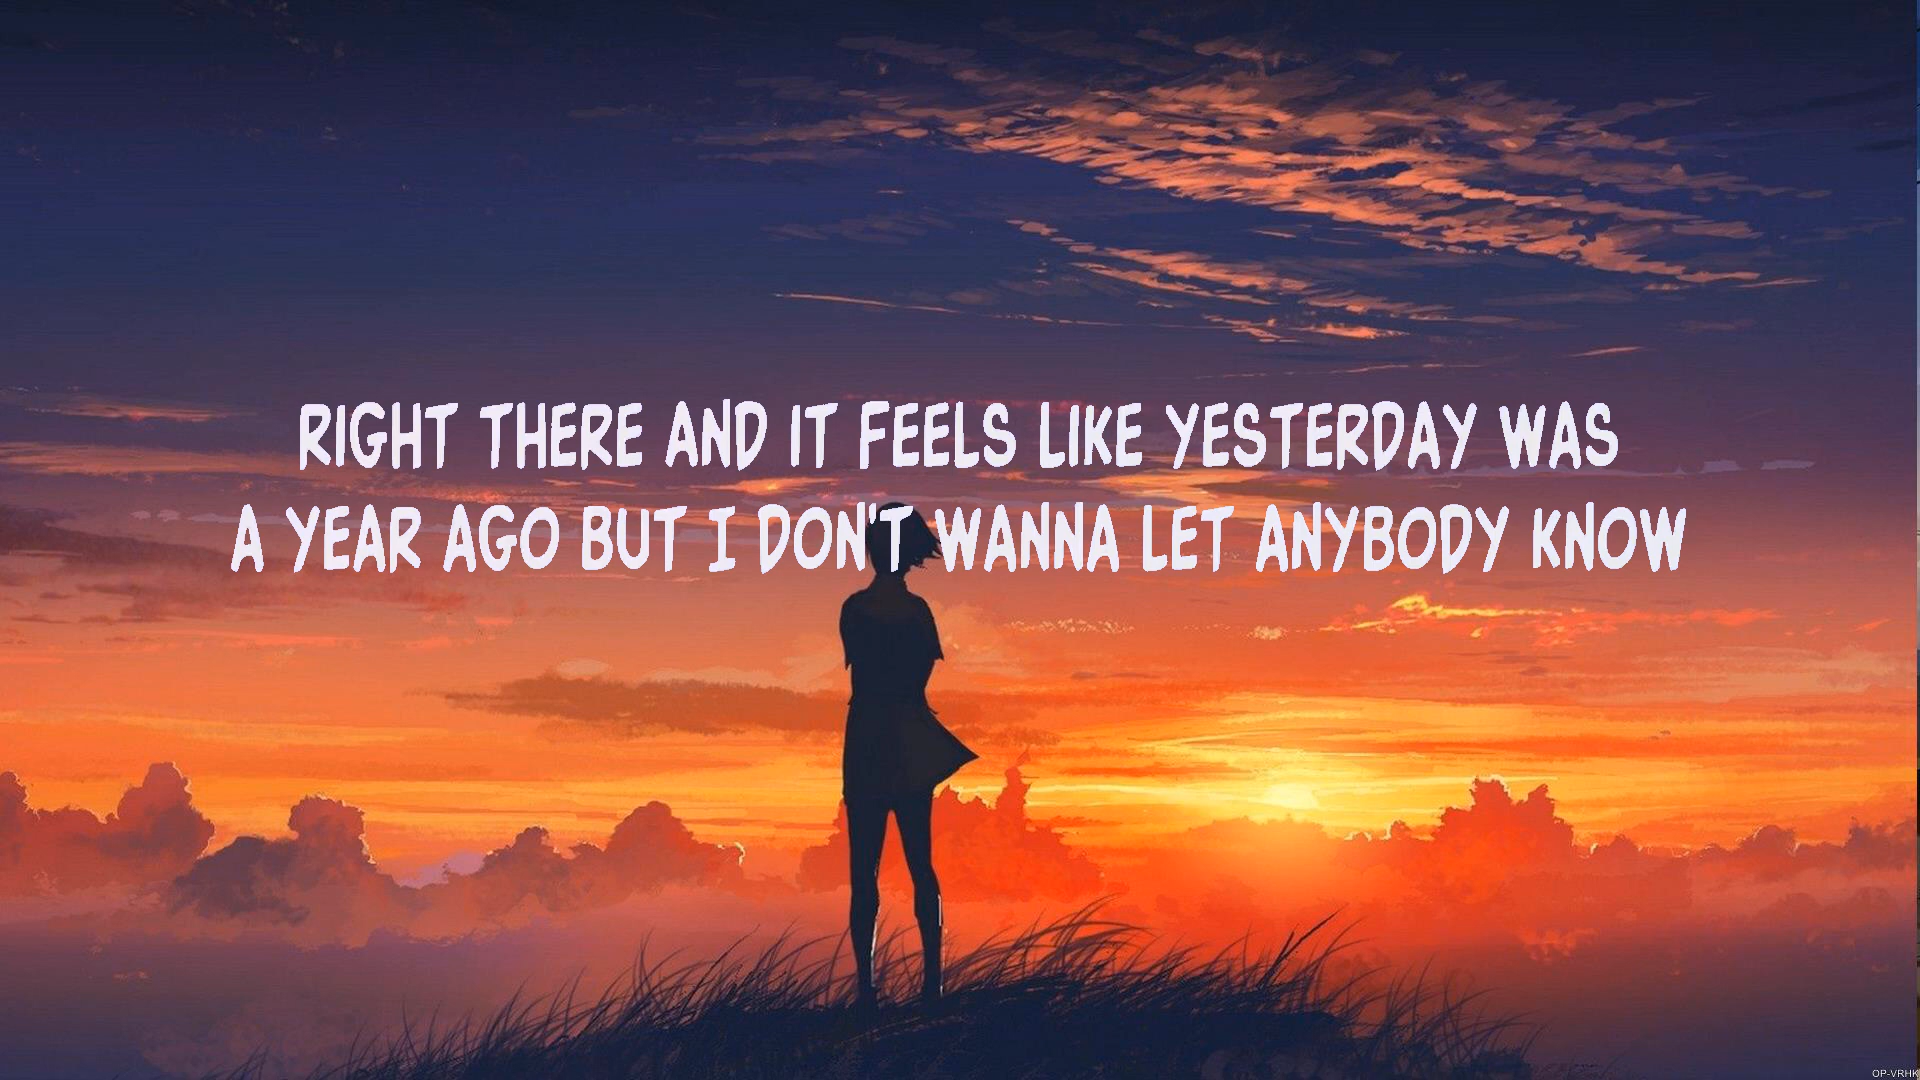 RIGHT THERE AND IT FEELS LIKE YESTERDAY WAS
A YEAR AGO BUT I DON'T WANNA LET ANYBODY KNOW
OP-VRHK